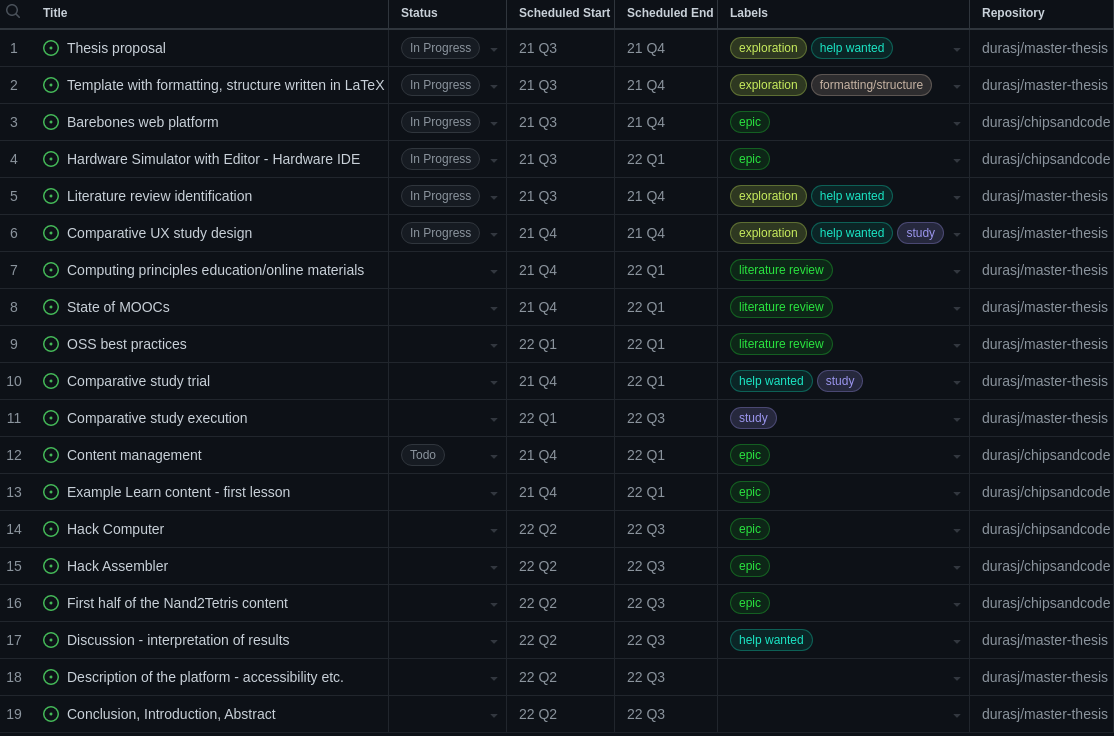 Title Status Scheduled Start Scheduled End Labels Repository
1 Thesis proposal In Progress 21 Q3 21 Q4 exploration help wanted durasj/master-thesis
2 Template with formatting, structure written in LaTeX In Progress 21 Q3 21 Q4 exploration formatting/structure durasj/master-thesis
3 Barebones web platform In Progress 21 Q3 21 Q4 epic durasj/chipsandcode
4 Hardware Simulator with Editor - Hardware IDE In Progress 21 Q3 22 Q1 epic durasj/chipsandcode
5 Literature review identification In Progress 21 Q3 21 Q4 exploration help wanted durasj/master-thesis
6 Comparative UX study design In Progress 21 Q4 21 Q4 exploration help wanted study durasj/master-thesis
7 Computing principles education/online materials 21 Q4 22 Q1 literature review durasj/master-thesis
8 State of MOOCs 21 Q4 22 Q1 literature review durasj/master-thesis
9 OSS best practices 22 Q1 22 Q1 literature review durasj/master-thesis
10 Comparative study trial 21 Q4 22 Q1 help wanted study durasj/master-thesis
11 Comparative study execution 22 Q1 22 Q3 study durasj/master-thesis
12 Content management Todo 21 Q4 22 Q1 epic durasj/chipsandcode
13 Example Learn content - first lesson 21 Q4 22 Q1 epic durasj/chipsandcode
14 Hack Computer 22 Q2 22 Q3 epic durasj/chipsandcode
15 Hack Assembler 22 Q2 22 Q3 epic durasj/chipsandcode
16 First half of the Nand2Tetris content 22 Q2 22 Q3 epic durasj/chipsandcode
17 Discussion - interpretation of results 22 Q2 22 Q3 help wanted durasj/master-thesis
18 Description of the platform - accessibility etc. 22 Q2 22 Q3 durasj/master-thesis
19 Conclusion, Introduction, Abstract 22 Q2 22 Q3 durasj/master-thesis